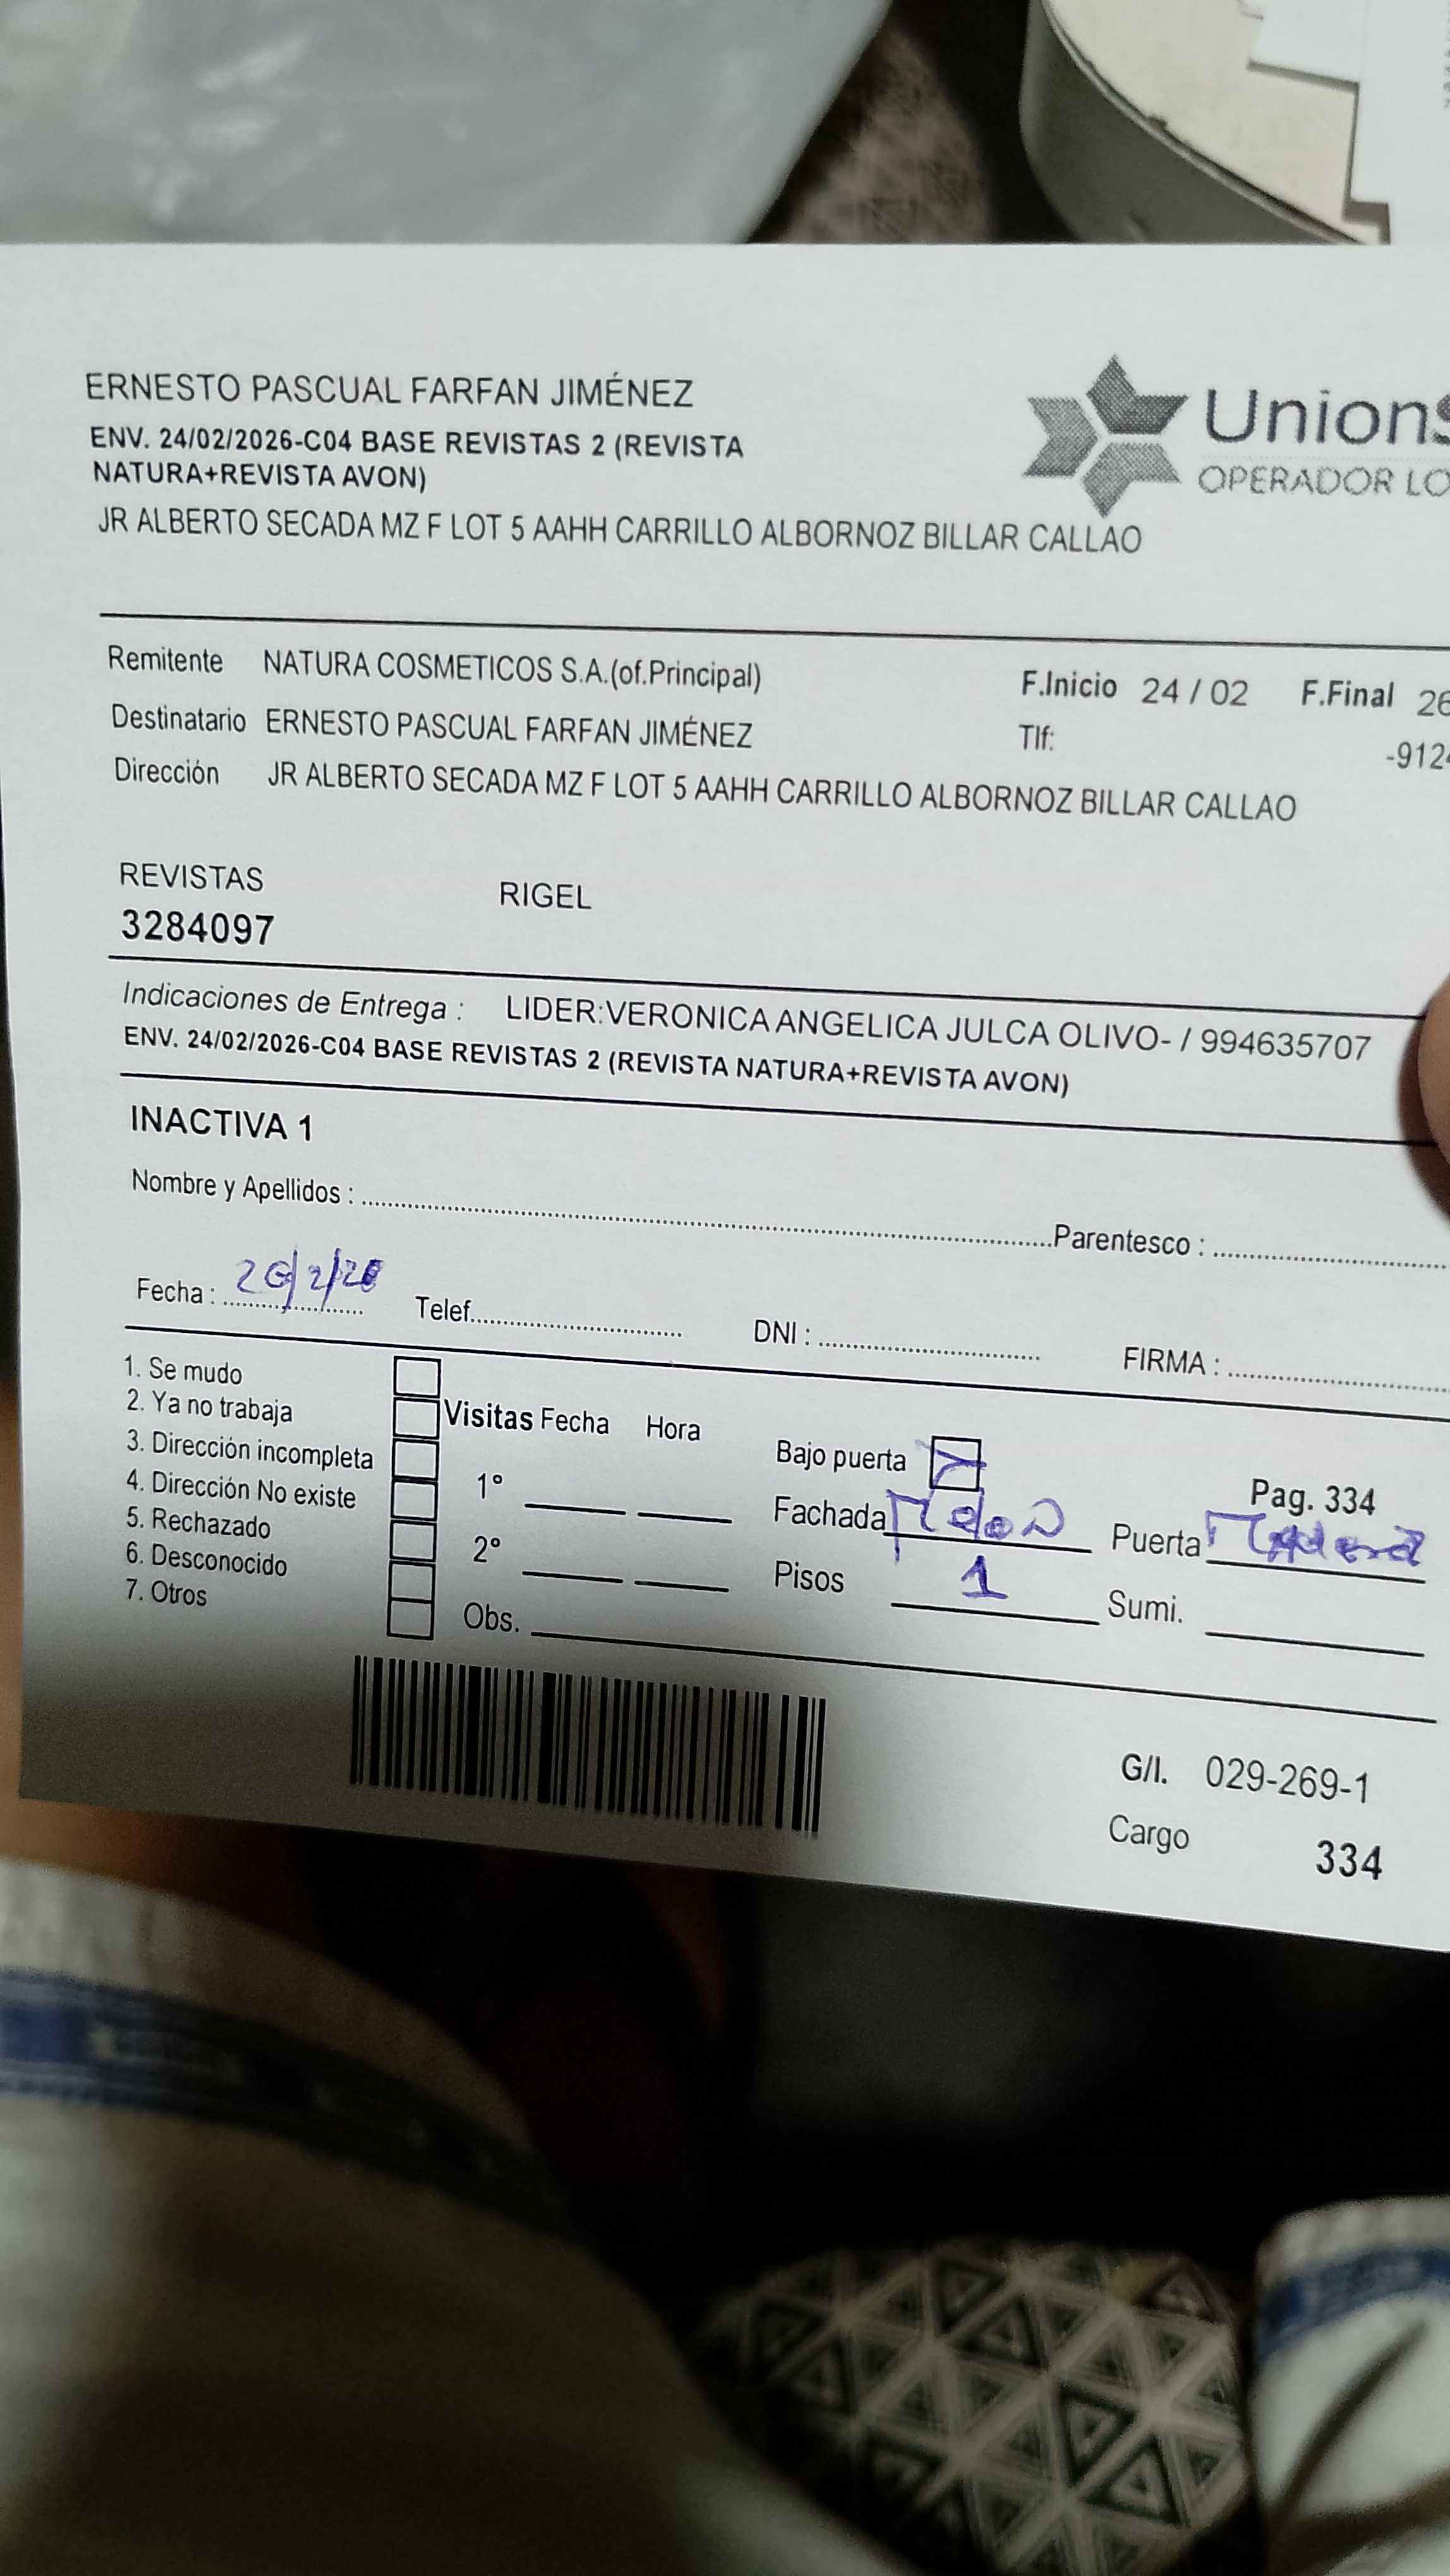 ERNESTO PASCUAL FARFAN JIMÉNEZ
ENV. 24/02/2026-C04 BASE REVISTAS 2 (REVISTA
NATURA+REVISTA AVON)
JR ALBERTO SECADA MZ F LOT 5 AAHH CARRILLO ALBORNOZ BILLAR CALLAO
Union
OPERADOR LO
Remitente NATURA COSMETICOS S.A.(of.Principal) F.Inicio 24 / 02 F.Final 26
Destinatario ERNESTO PASCUAL FARFAN JIMÉNEZ Tlf: -912
Dirección JR ALBERTO SECADA MZ F LOT 5 AAHH CARRILLO ALBORNOZ BILLAR CALLAO
REVISTAS RIGEL
3284097
Indicaciones de Entrega : LIDER:VERONICA ANGELICA JULCA OLIVO- / 994635707
ENV. 24/02/2026-C04 BASE REVISTAS 2 (REVISTA NATURA+REVISTA AVON)
INACTIVA 1
Nombre y Apellidos : Parentesco :
Fecha : Telef. DNI : FIRMA :
1. Se mudo
2. Ya no trabaja
3. Dirección incompleta
4. Dirección No existe
5. Rechazado
6. Desconocido
7. Otros
Visitas Fecha Hora
1º
2º
Obs.
Bajo puerta
Fachada
Pisos 1
Pag. 334
Puerta
Sumi.
G/I. 029-269-1
Cargo 334